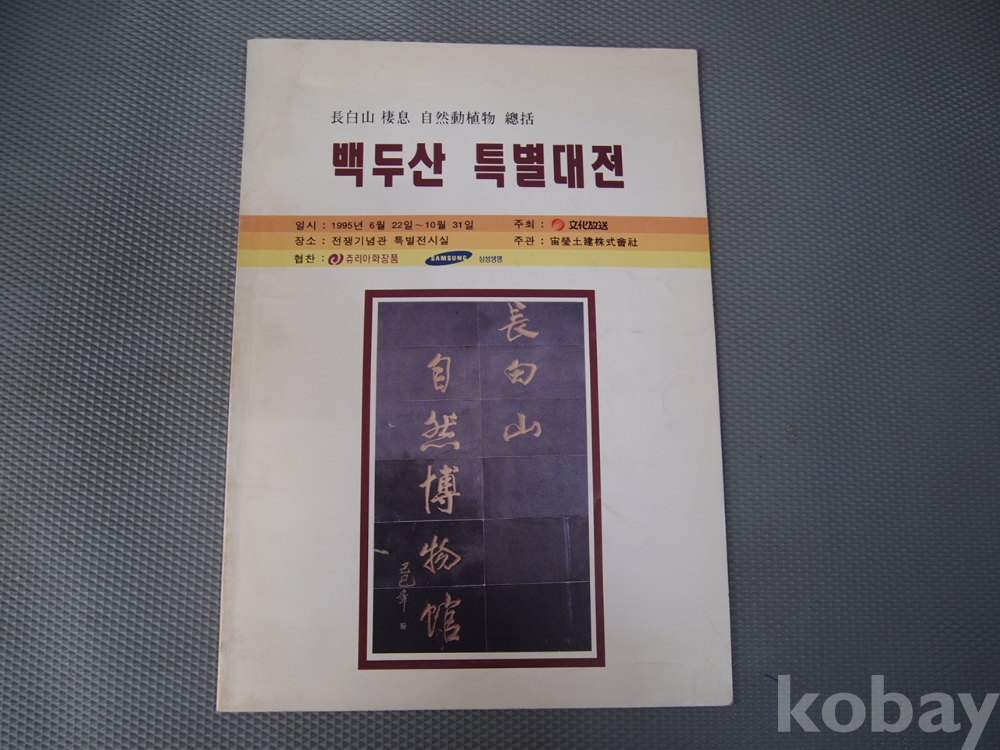 長白山 棲息 自然動植物 總括
백두산 특별대전
일시 : 1995년 6월 22일~10월 31일
주최 : 文化放送
장소 : 전쟁기념관 특별전시실
주관 : 宙瑩土建株式會社
협찬 : 쥬리아화장품 SAMSUNG 삼성생명
長白山
自然博物館
kobay